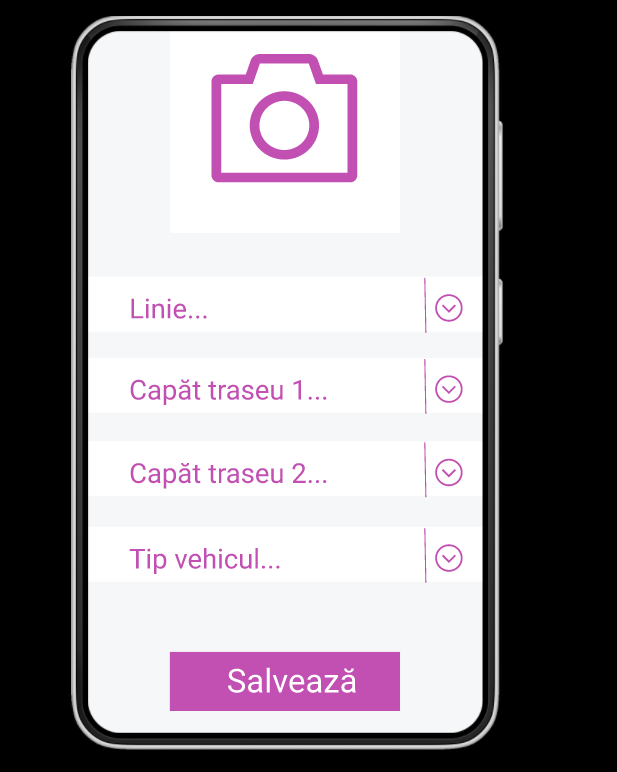 Linie...
Capăt traseu 1...
Capăt traseu 2...
Tip vehicul...
Salvează